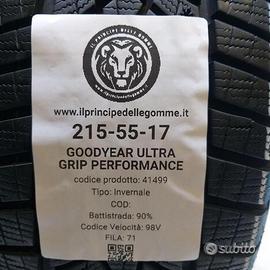 IL PRINCIPE DELLE GOMME
www.ilprincipedellegomme.it
215-55-17
GOODYEAR ULTRA
GRIP PERFORMANCE
codice prodotto: 41499
Tipo: Invernale
COD:
Battistrada: 90%
Codice Velocità: 98V
FILA: 71
subito